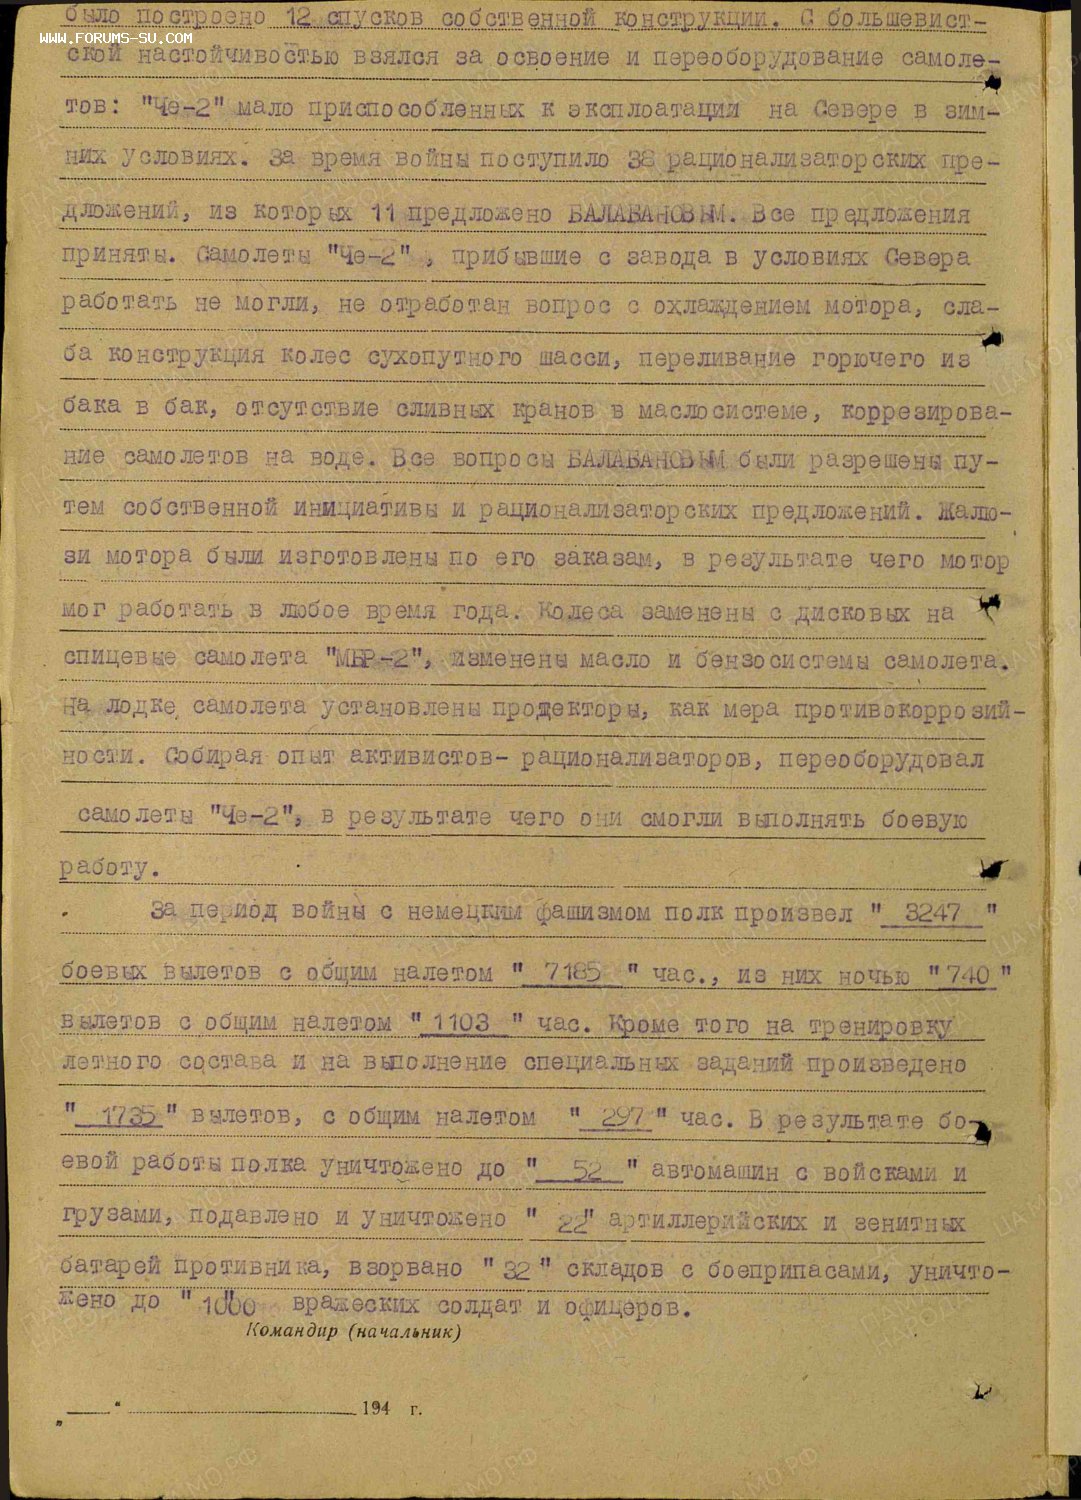 было построено 12 спусков собственной конструкции. С большевист-
WWW.FORUMS-SU.COM
ской настойчивостью взялся за освоение и переоборудование самоле-
тов: "Че-2" мало приспособленных к эксплоатации на Севере в зим-
них условиях. За время войны поступило 38 рационализаторских пре-
дложений, из которых 11 предложено БАЛАБАНОВЫМ. Все предложения
приняты. Самолеты "Че-2", прибывшие с завода в условиях Севера
работать не могли, не отработан вопрос с охлаждением мотора, сла-
ба конструкция колес сухопутного шасси, переливание горючего из
бака в бак, отсутствие сливных кранов в маслосистеме, коррезирова-
ние самолетов на воде. Все вопросы БАЛАБАНОВЫМ были разрешены пу-
тем собственной инициативы и рационализаторских предложений. Жалю-
зи мотора были изготовлены по его заказам, в результате чего мотор
мог работать в любое время года. Колеса заменены с дисковых на
спицевые самолета "МБР-2", изменены масло и бензосистемы самолета.
На лодке самолета установлены протекторы, как мера противокоррозий-
ности. Собирая опыт активистов- рационализаторов, переоборудовал
самолеты "Че-2", в результате чего они смогли выполнять боевую
работу.
За период войны с немецким фашизмом полк произвел " 3247 "
боевых вылетов с общим налетом " 7185 " час., из них ночью "740 "
вылетов с общим налетом " 1103 " час. Кроме того на тренировку
летного состава и на выполнение специальных заданий произведено
" 1735" вылетов, с общим налетом " 297" час. В результате бо-
евой работы полка уничтожено до " 52 " автомашин с войсками и
грузами, подавлено и уничтожено " 22" артиллерийских и зенитных
батарей противника, взорвано "32" складов с боеприпасами, уничто-
жено до "1000 вражеских солдат и офицеров.
Командир (начальник)
"___" ____________ 194 г.